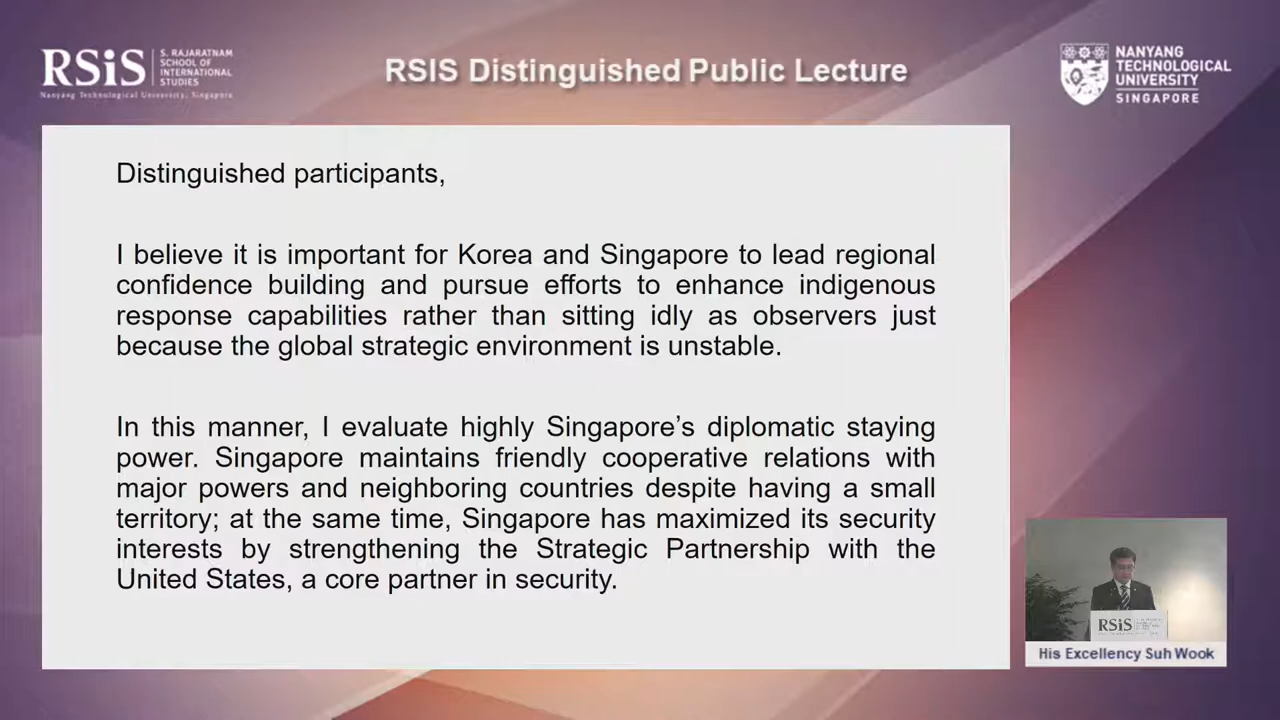 RSiS
S. RAJARATNAM
SCHOOL OF
INTERNATIONAL
STUDIES
Nanyang Technological University, Singapore
RSIS Distinguished Public Lecture
NANYANG
TECHNOLOGICAL
UNIVERSITY
SINGAPORE
Distinguished participants,
I believe it is important for Korea and Singapore to lead regional
confidence building and pursue efforts to enhance indigenous
response capabilities rather than sitting idly as observers just
because the global strategic environment is unstable.
In this manner, I evaluate highly Singapore’s diplomatic staying
power. Singapore maintains friendly cooperative relations with
major powers and neighboring countries despite having a small
territory; at the same time, Singapore has maximized its security
interests by strengthening the Strategic Partnership with the
United States, a core partner in security.
RSiS
His Excellency Suh Wook